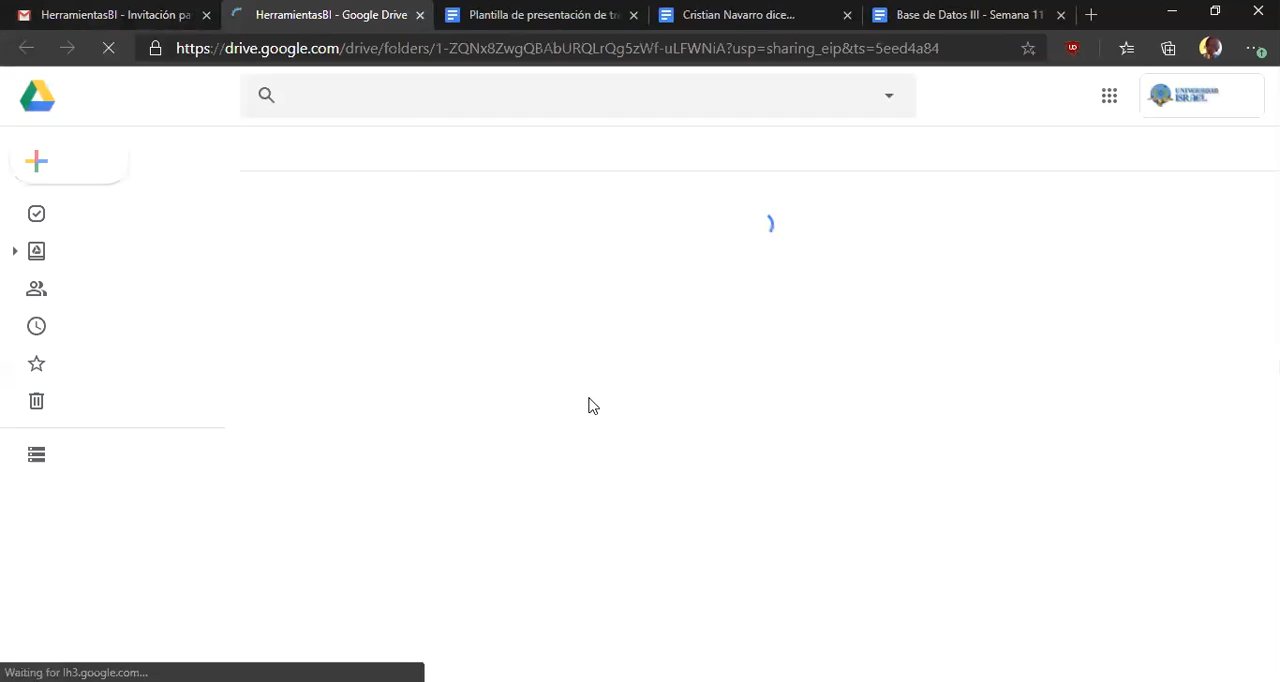 HerramientasBI - Invitación pa
HerramientasBI - Google Drive
Plantilla de presentación de tr
Cristian Navarro dice...
Base de Datos III - Semana 11
https://drive.google.com/drive/folders/1-ZQNx8ZwgQBAbURQLrQg5zWf-uLFWNiA?usp=sharing_eip&ts=5eed4a84
UNIVERSIDAD
ISRAEL
Waiting for lh3.google.com...